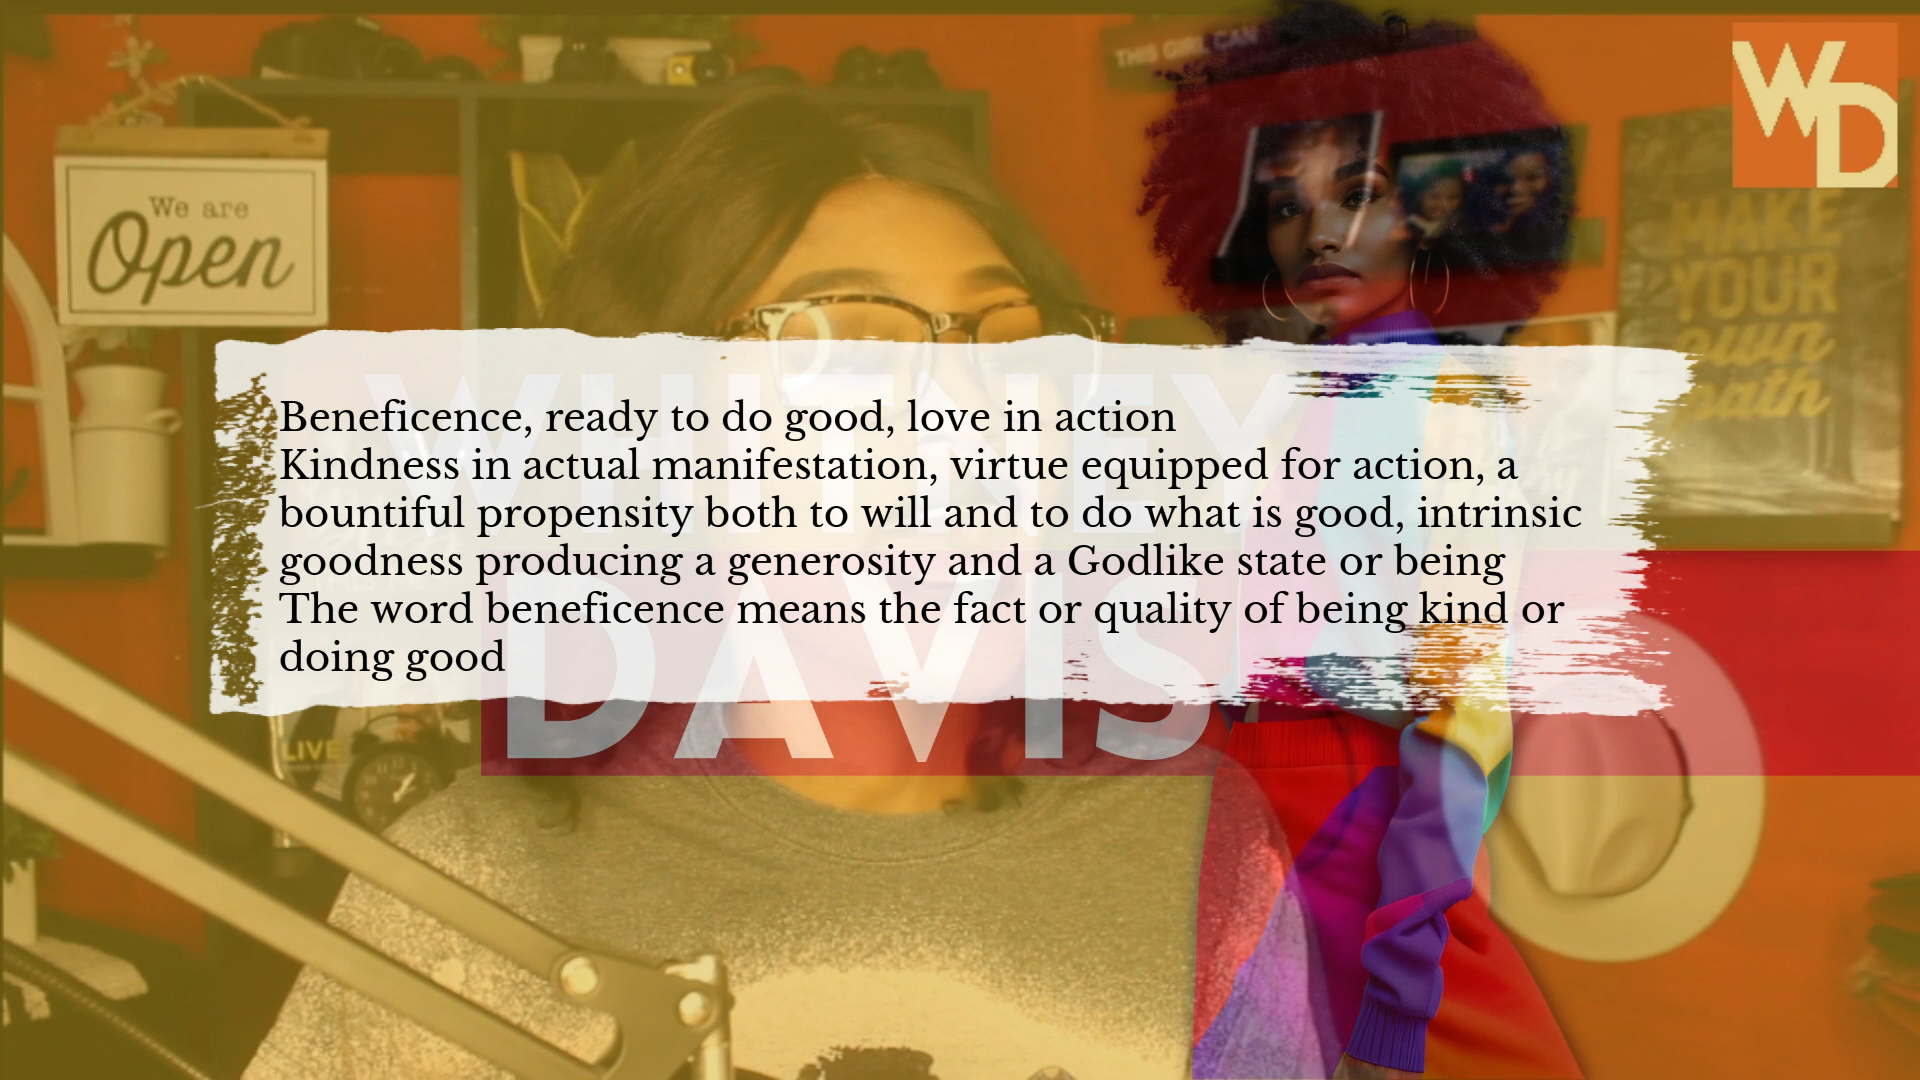 THIS GIRL CAN
WD
We are
Open
MAKE
YOUR
own
path
WHITNEY
Beneficence, ready to do good, love in action
Kindness in actual manifestation, virtue equipped for action, a
bountiful propensity both to will and to do what is good, intrinsic
goodness producing a generosity and a Godlike state or being
The word beneficence means the fact or quality of being kind or
doing good
DAVIS
LIVE